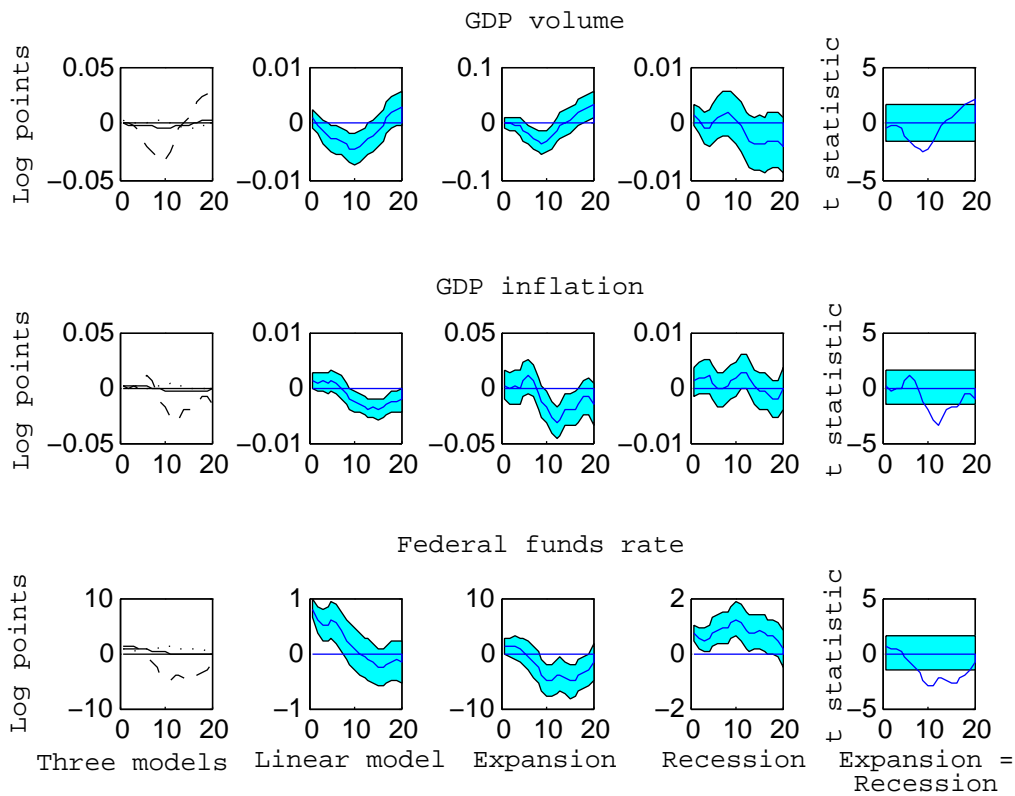 GDP volume
Log points
0.05
0
−0.05
0 10 20
0.01
0
−0.01
0 10 20
0.1
0
−0.1
0 10 20
0.01
0
−0.01
0 10 20
t statistic
5
0
−5
0 10 20
GDP inflation
Log points
0.05
0
−0.05
0 10 20
0.01
0
−0.01
0 10 20
0.05
0
−0.05
0 10 20
0.01
0
−0.01
0 10 20
t statistic
5
0
−5
0 10 20
Federal funds rate
Log points
10
0
−10
0 10 20
Three models
1
0
−1
0 10 20
Linear model
10
0
−10
0 10 20
Expansion
2
0
−2
0 10 20
Recession
t statistic
5
0
−5
0 10 20
Expansion =
Recession